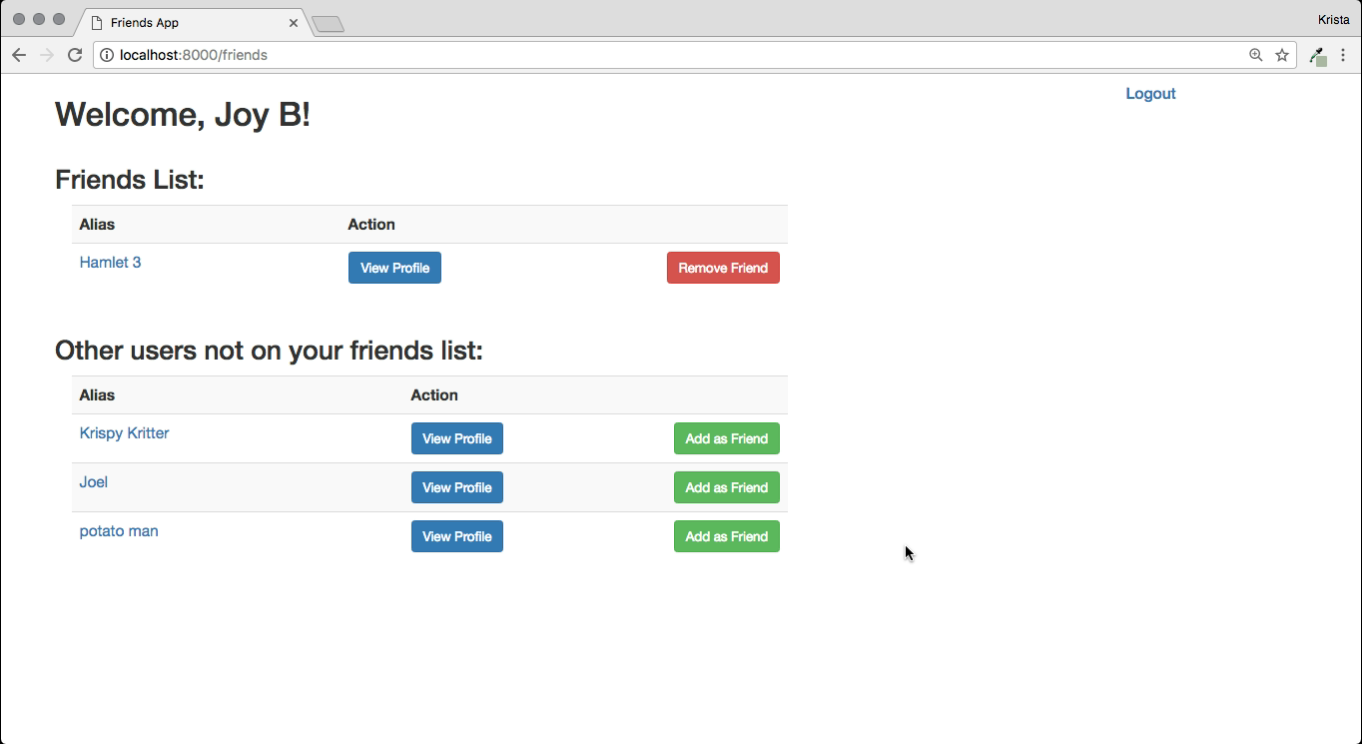 Friends App
Krista
localhost:8000/friends
Logout
Welcome, Joy B!
Friends List:
Alias Action
Hamlet 3 View Profile Remove Friend
Other users not on your friends list:
Alias Action
Krispy Kritter View Profile Add as Friend
Joel View Profile Add as Friend
potato man View Profile Add as Friend